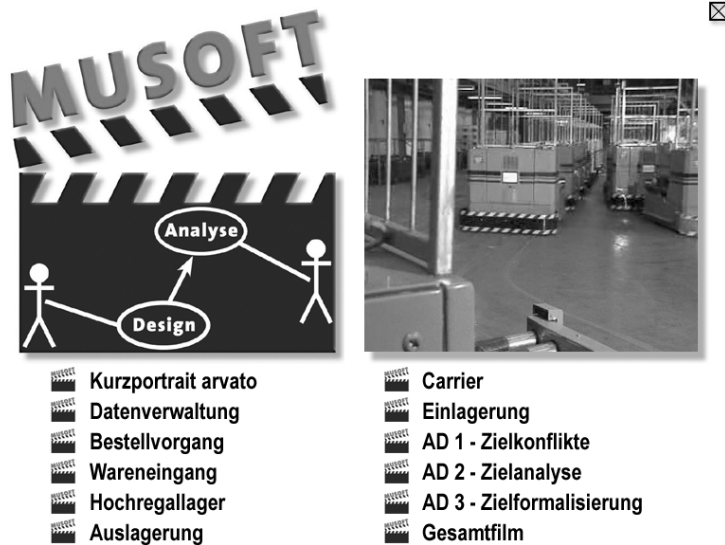 MUSOFT
Analyse
Design
Kurzportrait arvato
Datenverwaltung
Bestellvorgang
Wareneingang
Hochregallager
Auslagerung
Carrier
Einlagerung
AD 1 - Zielkonflikte
AD 2 - Zielanalyse
AD 3 - Zielformalisierung
Gesamtfilm